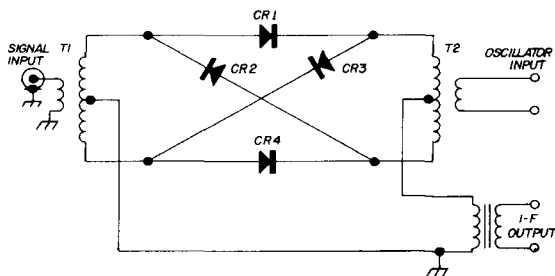 CR1
SIGNAL
INPUT
T1
T2
OSCILLATOR
INPUT
CR2
CR3
CR4
I-F
OUTPUT